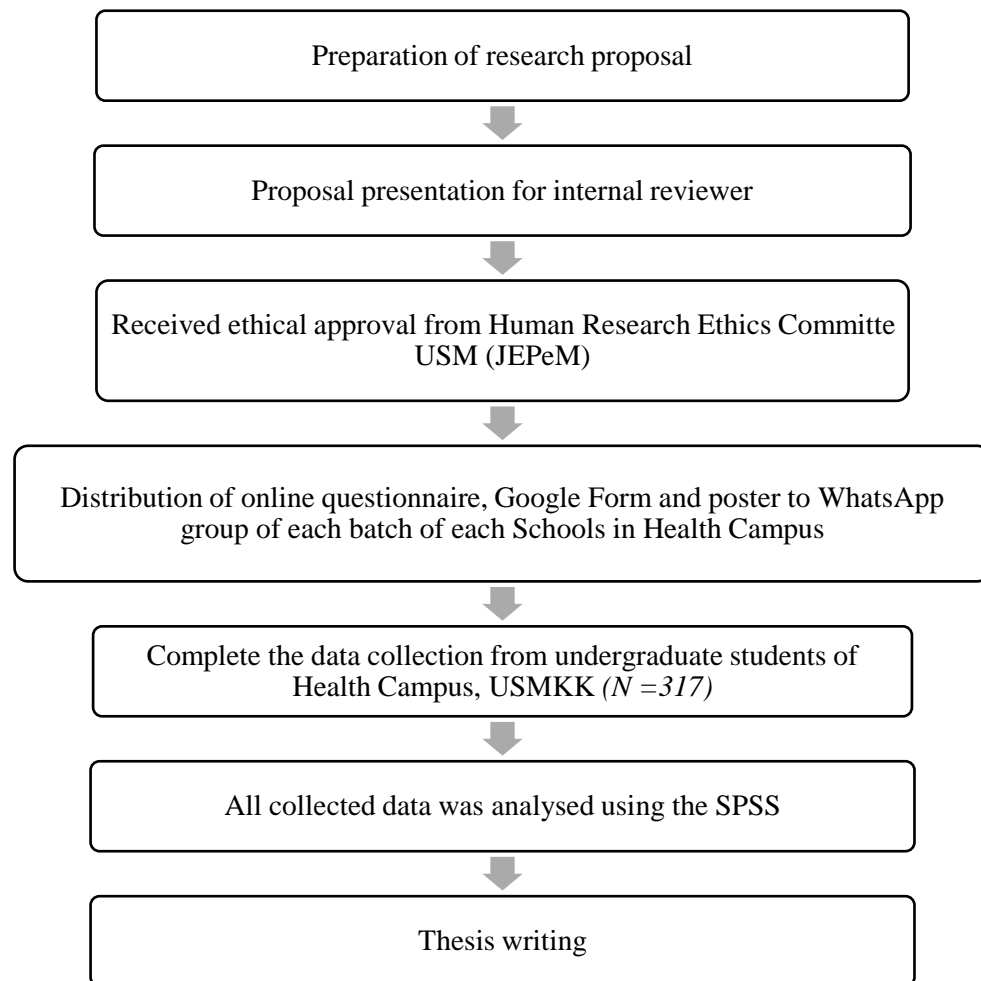 Preparation of research proposal
Proposal presentation for internal reviewer
Received ethical approval from Human Research Ethics Committe
USM (JEPeM)
Distribution of online questionnaire, Google Form and poster to WhatsApp
group of each batch of each Schools in Health Campus
Complete the data collection from undergraduate students of
Health Campus, USMKK (N =317)
All collected data was analysed using the SPSS
Thesis writing